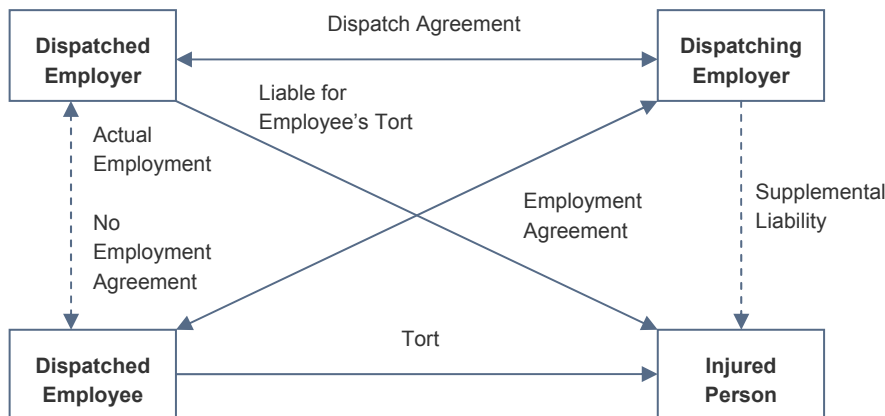 Dispatch Agreement
Dispatched
Employer
Dispatching
Employer
Liable for
Employee’s Tort
Actual
Employment
No
Employment
Agreement
Employment
Agreement
Supplemental
Liability
Tort
Dispatched
Employee
Injured
Person